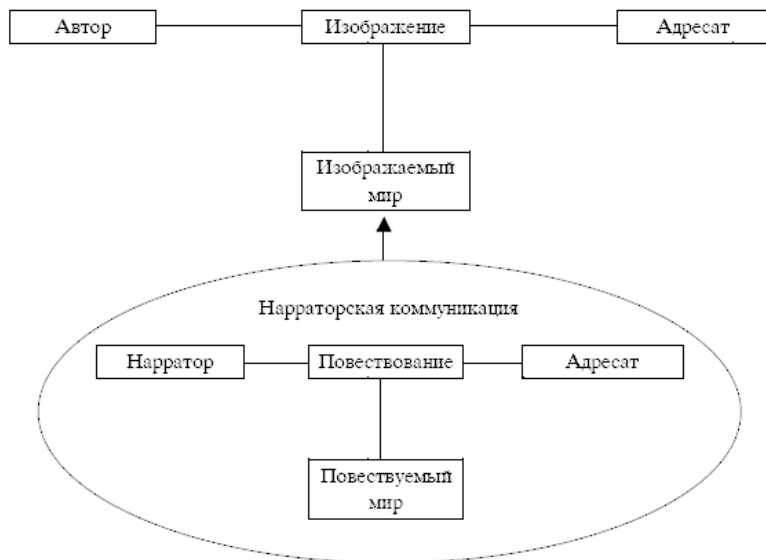 Автор
Изображение
Адресат
Изображаемый
мир
Нарраторская коммуникация
Нарратор
Повествование
Адресат
Повествуемый
мир